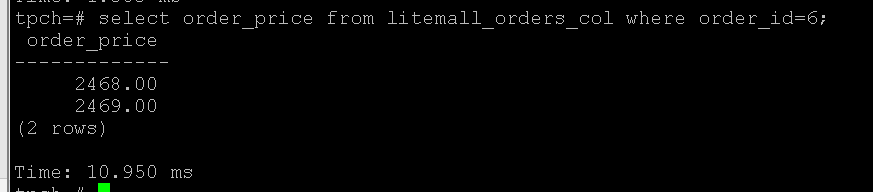 tpch=# select order_price from litemall_orders_col where order_id=6;
 order_price
-------------
     2468.00
     2469.00
(2 rows)

Time: 10.950 ms
tpch=#